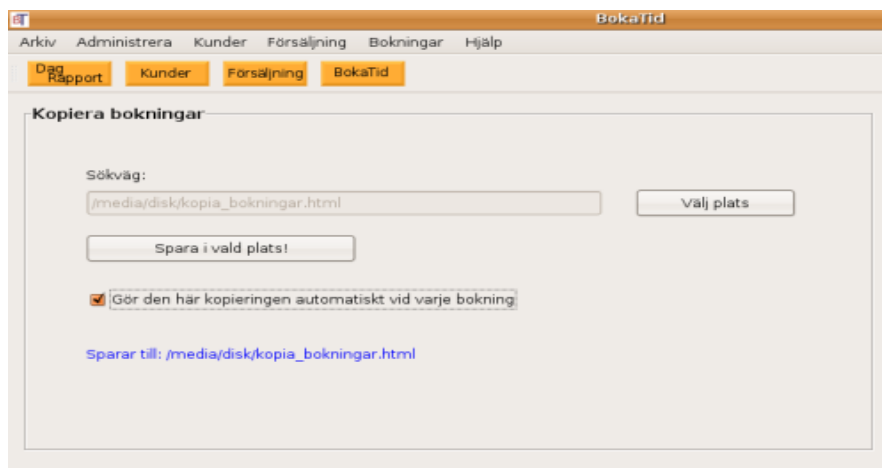 BT BokaTid
Arkiv Administrera Kunder Försäljning Bokningar Hjälp
Dag Rapport Kunder Försäljning BokaTid
Kopiera bokningar
Sökväg:
/media/disk/kopia_bokningar.html Välj plats
Spara i vald plats!
Gör den här kopieringen automatiskt vid varje bokning
Sparar till: /media/disk/kopia_bokningar.html